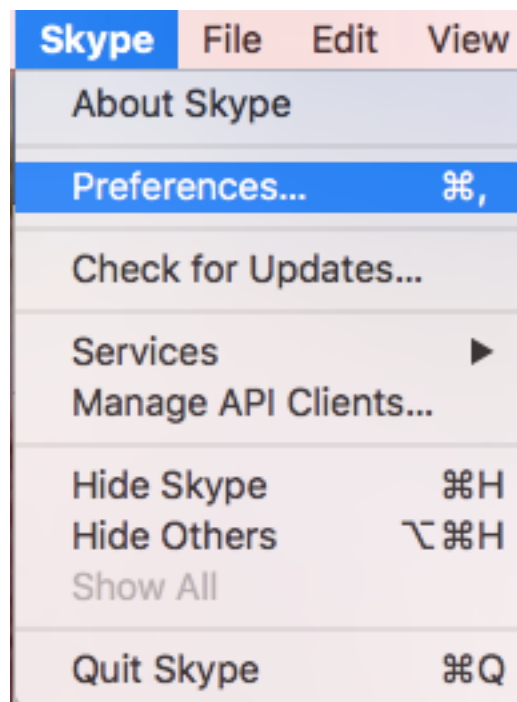 Skype File Edit View
About Skype
Preferences... ⌘,
Check for Updates...
Services ▶
Manage API Clients...
Hide Skype ⌘H
Hide Others ⌥⌘H
Show All
Quit Skype ⌘Q